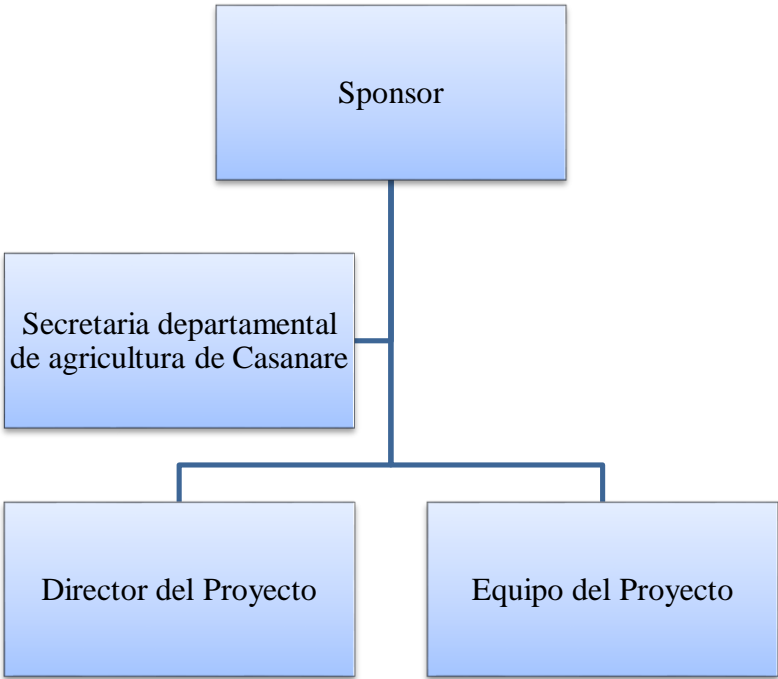 Sponsor
Secretaria departamental
de agricultura de Casanare
Director del Proyecto
Equipo del Proyecto